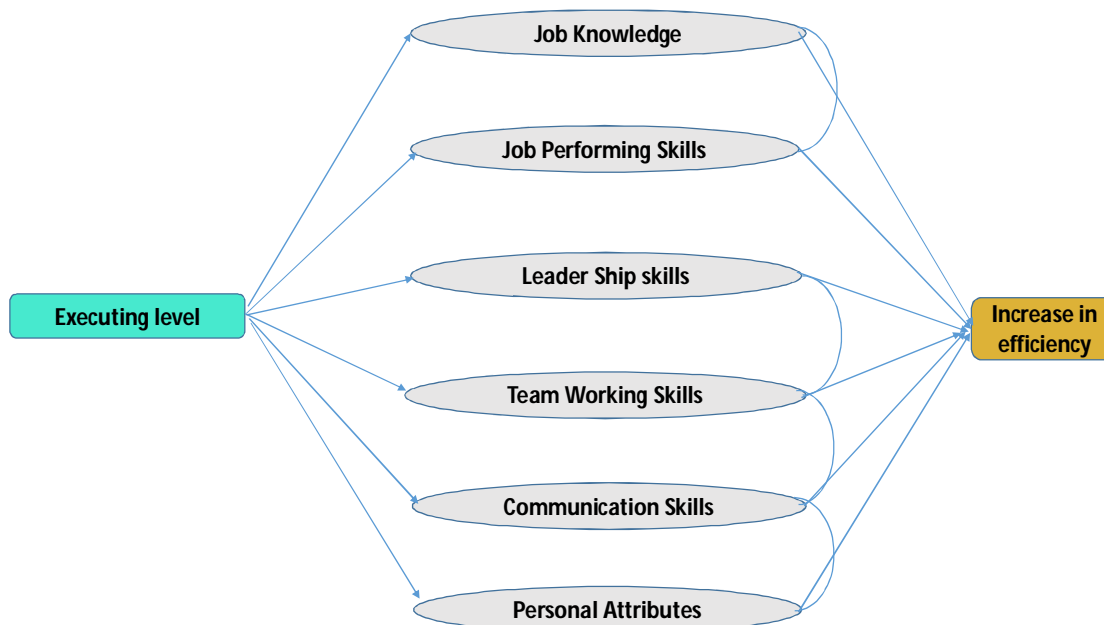 Job Knowledge
Job Performing Skills
Leader Ship skills
Executing level
Increase in
efficiency
Team Working Skills
Communication Skills
Personal Attributes